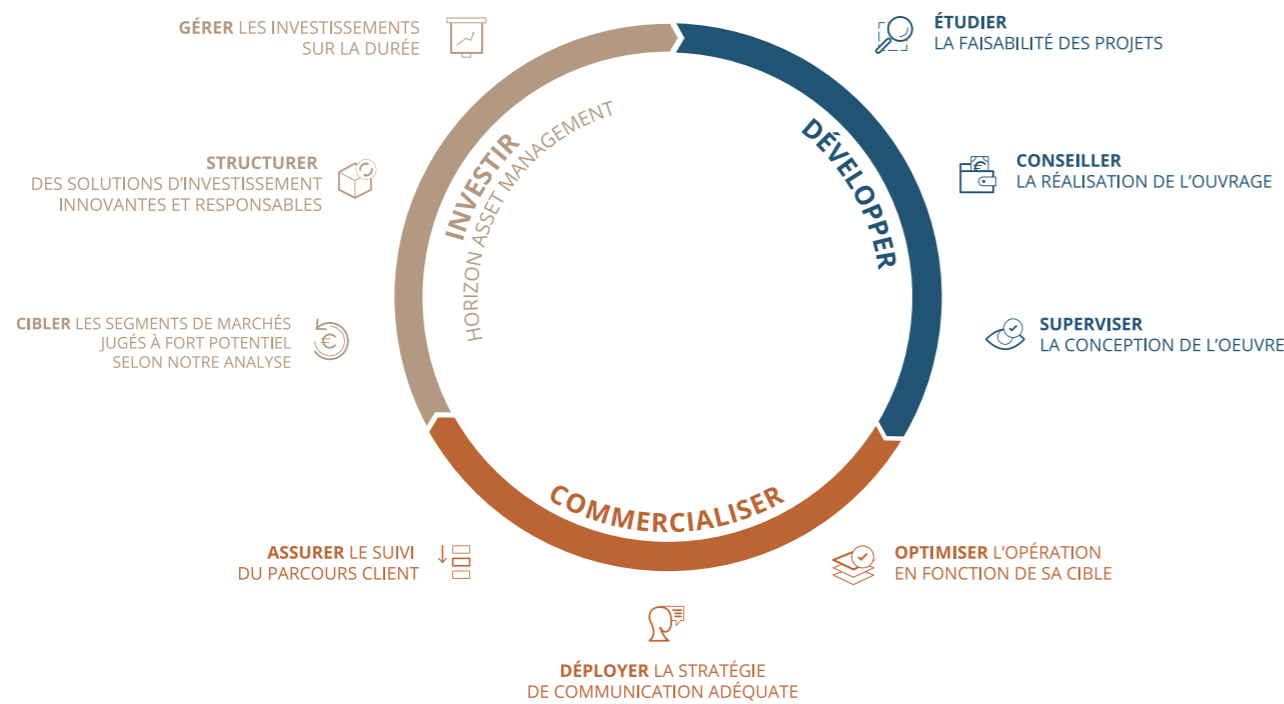 GÉRER LES INVESTISSEMENTS
SUR LA DURÉE
STRUCTURER
DES SOLUTIONS D'INVESTISSEMENT
INNOVANTES ET RESPONSABLES
CIBLER LES SEGMENTS DE MARCHÉS
JUGÉS À FORT POTENTIEL
SELON NOTRE ANALYSE
INVESTIR
HORIZON ASSET MANAGEMENT
DÉVELOPPER
ÉTUDIER
LA FAISABILITÉ DES PROJETS
CONSEILLER
LA RÉALISATION DE L'OUVRAGE
SUPERVISER
LA CONCEPTION DE L'OEUVRE
COMMERCIALISER
OPTIMISER L'OPÉRATION
EN FONCTION DE SA CIBLE
DÉPLOYER LA STRATÉGIE
DE COMMUNICATION ADÉQUATE
ASSURER LE SUIVI
DU PARCOURS CLIENT